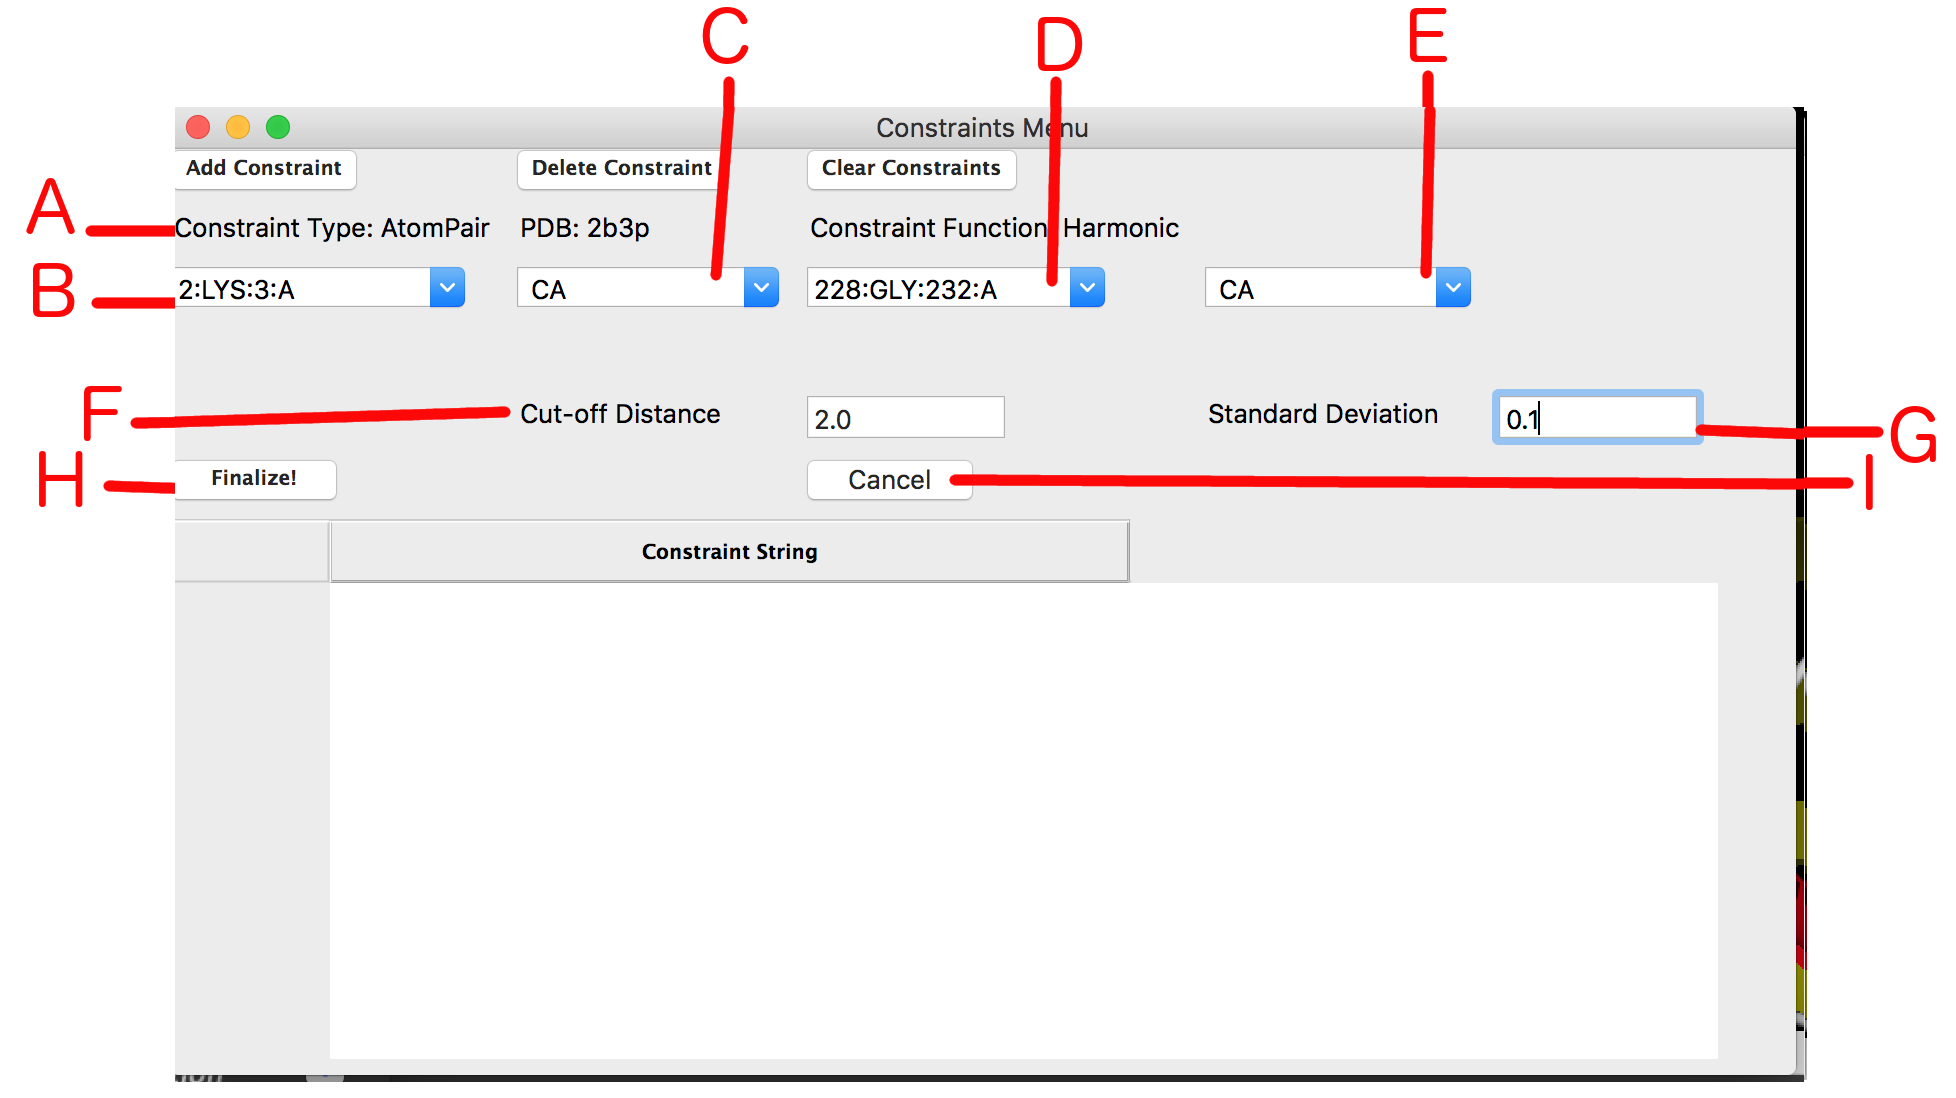 C D E
Constraints Menu
Add Constraint Delete Constraint Clear Constraints
A Constraint Type: AtomPair PDB: 2b3p Constraint Function: Harmonic
B 2:LYS:3:A CA 228:GLY:232:A CA
F Cut-off Distance 2.0 Standard Deviation 0.1 G
H Finalize! Cancel I
Constraint String